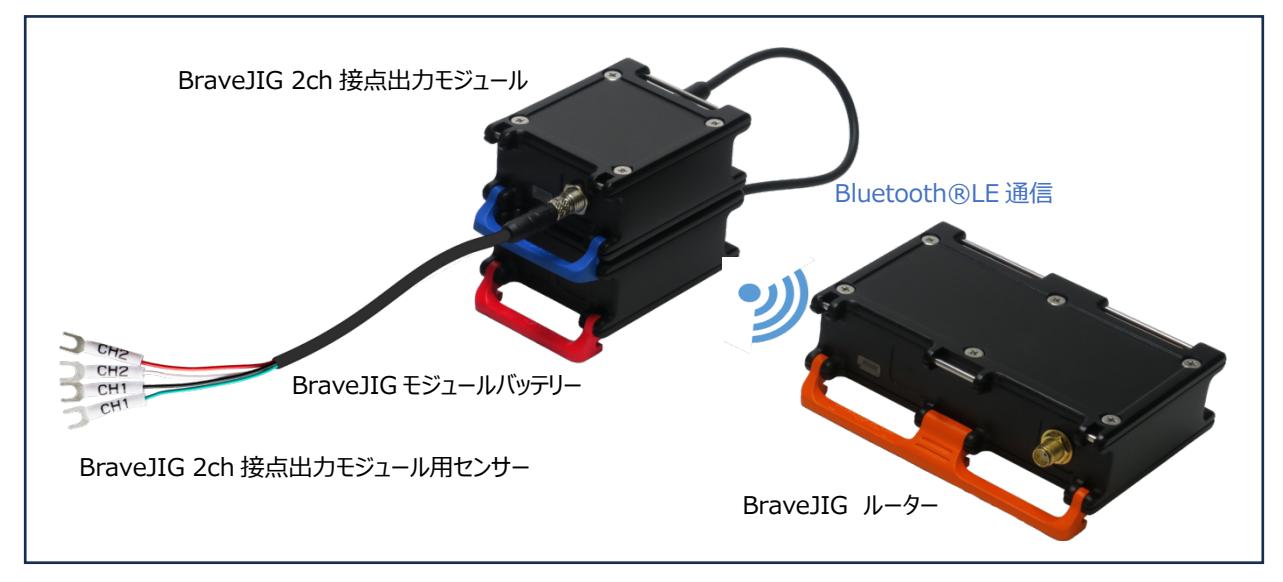 BraveJIG 2ch 接点出力モジュール
Bluetooth®LE 通信
CH2
CH2
CH1
CH1
BraveJIG モジュールバッテリー
BraveJIG 2ch 接点出力モジュール用センサー
BraveJIG ルーター